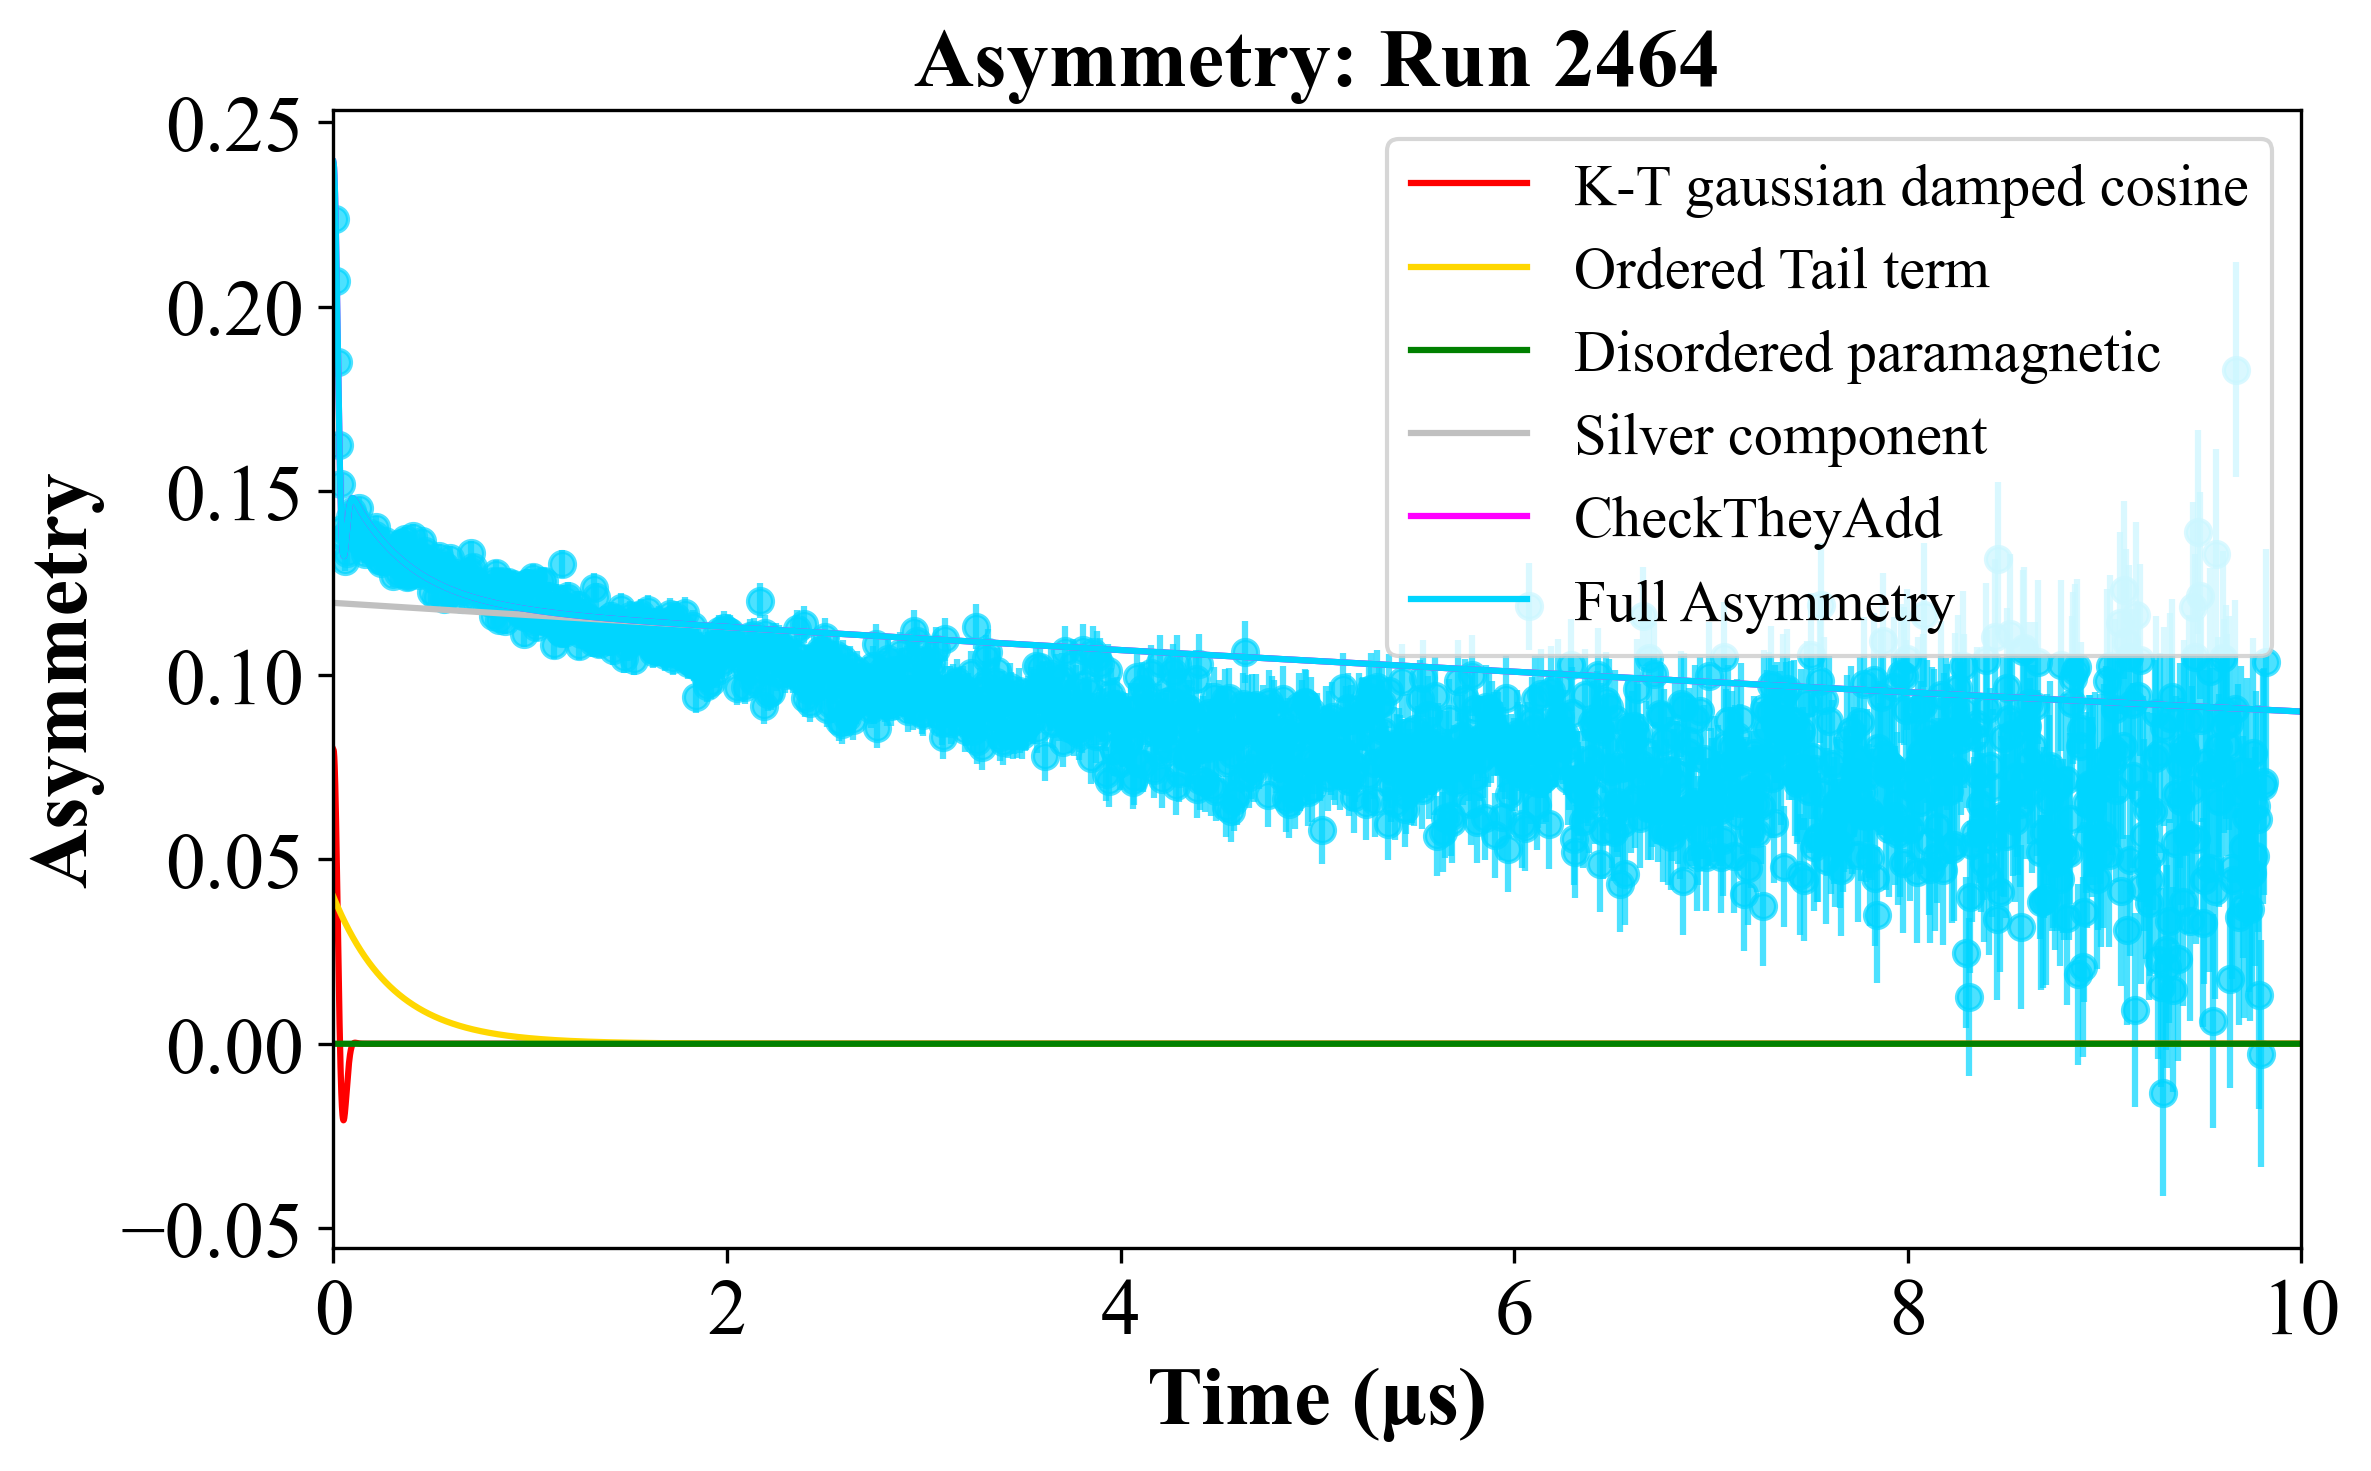 Asymmetry: Run 2464
0.25
0.20
0.15
0.10
0.05
0.00
−0.05
Asymmetry
K-T gaussian damped cosine
Ordered Tail term
Disordered paramagnetic
Silver component
CheckTheyAdd
Full Asymmetry
0 2 4 6 8 10
Time (μs)